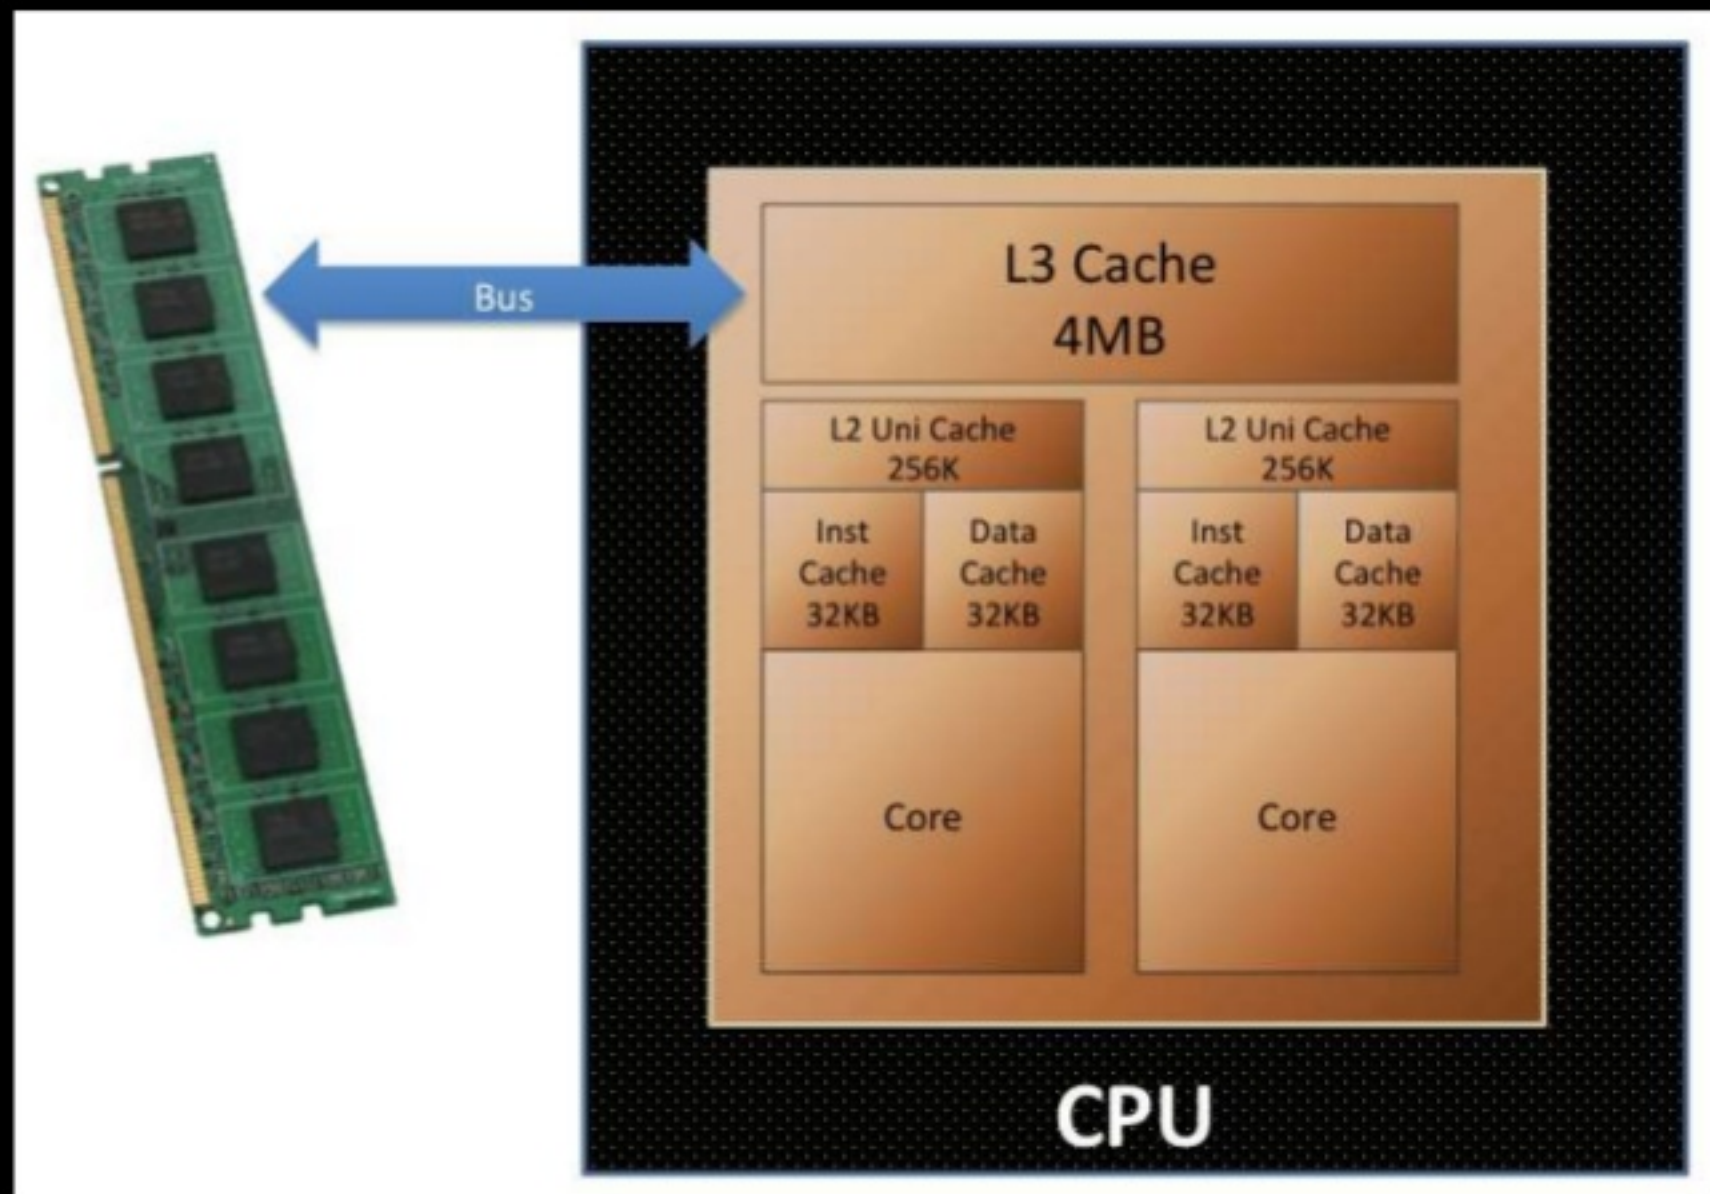 Bus
L3 Cache
4MB
L2 Uni Cache
256K
Inst
Cache
32KB
Data
Cache
32KB
Core
L2 Uni Cache
256K
Inst
Cache
32KB
Data
Cache
32KB
Core
CPU